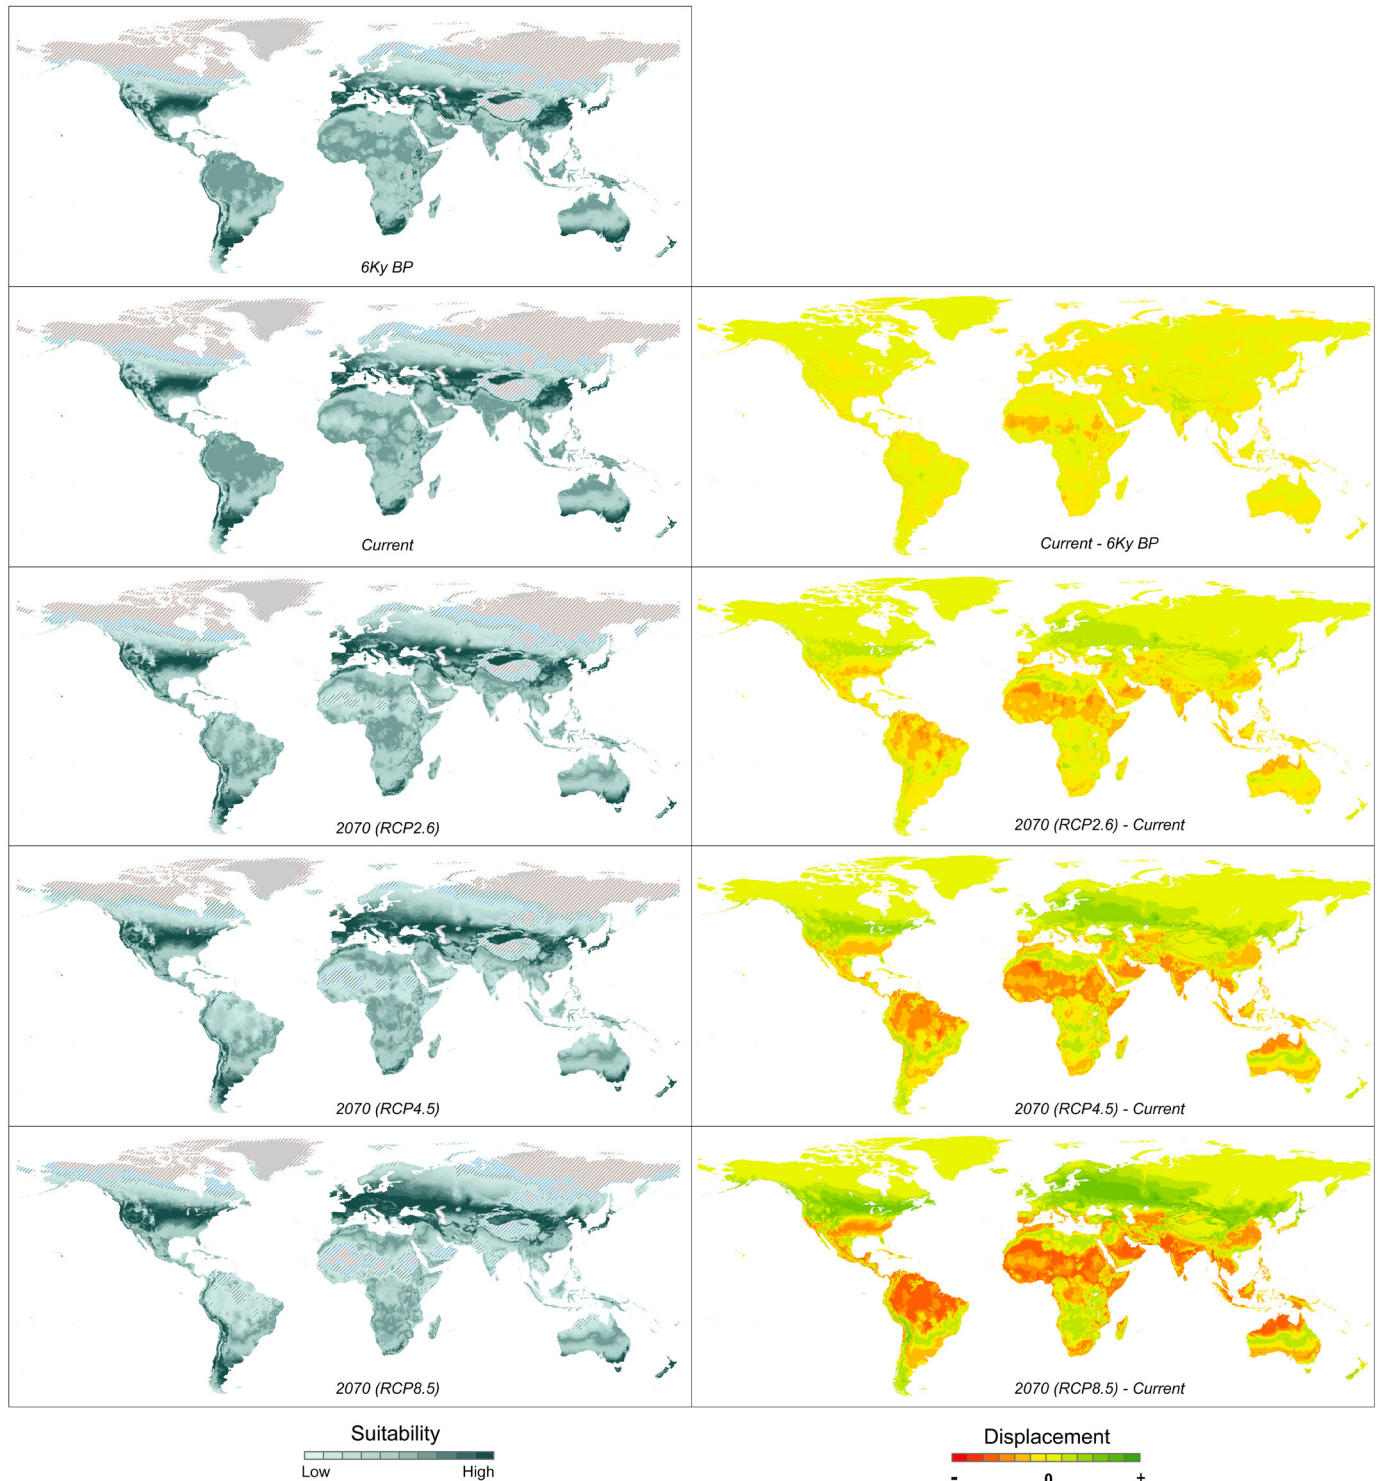 6Ky BP
Current
Current - 6Ky BP
2070 (RCP2.6)
2070 (RCP2.6) - Current
2070 (RCP4.5)
2070 (RCP4.5) - Current
2070 (RCP8.5)
2070 (RCP8.5) - Current
Suitability
Low High
Displacement
- 0 +